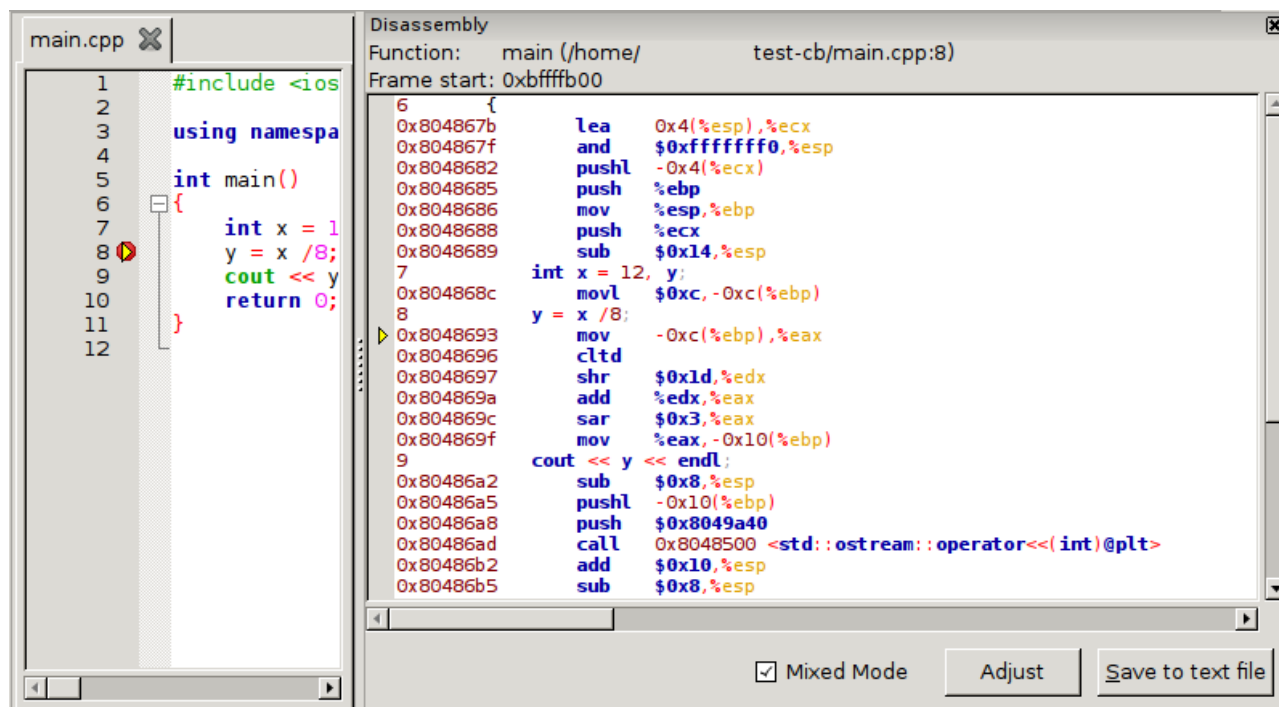 main.cpp
1 #include <ios
2
3 using namespa
4
5 int main()
6 {
7 int x = 1
8 y = x /8;
9 cout << y
10 return 0;
11 }
12
Disassembly
Function: main (/home/ test-cb/main.cpp:8)
Frame start: 0xbffffb00
6 {
0x804867b lea 0x4(%esp),%ecx
0x804867f and $0xfffffff0,%esp
0x8048682 pushl -0x4(%ecx)
0x8048685 push %ebp
0x8048686 mov %esp,%ebp
0x8048688 push %ecx
0x8048689 sub $0x14,%esp
7 int x = 12, y;
0x804868c movl $0xc,-0xc(%ebp)
8 y = x /8;
0x8048693 mov -0xc(%ebp),%eax
0x8048696 cltd
0x8048697 shr $0x1d,%edx
0x804869a add %edx,%eax
0x804869c sar $0x3,%eax
0x804869f mov %eax,-0x10(%ebp)
9 cout << y << endl;
0x80486a2 sub $0x8,%esp
0x80486a5 pushl -0x10(%ebp)
0x80486a8 push $0x8049a40
0x80486ad call 0x8048500 <std::ostream::operator<<(int)@plt>
0x80486b2 add $0x10,%esp
0x80486b5 sub $0x8,%esp
Mixed Mode
Adjust
Save to text file